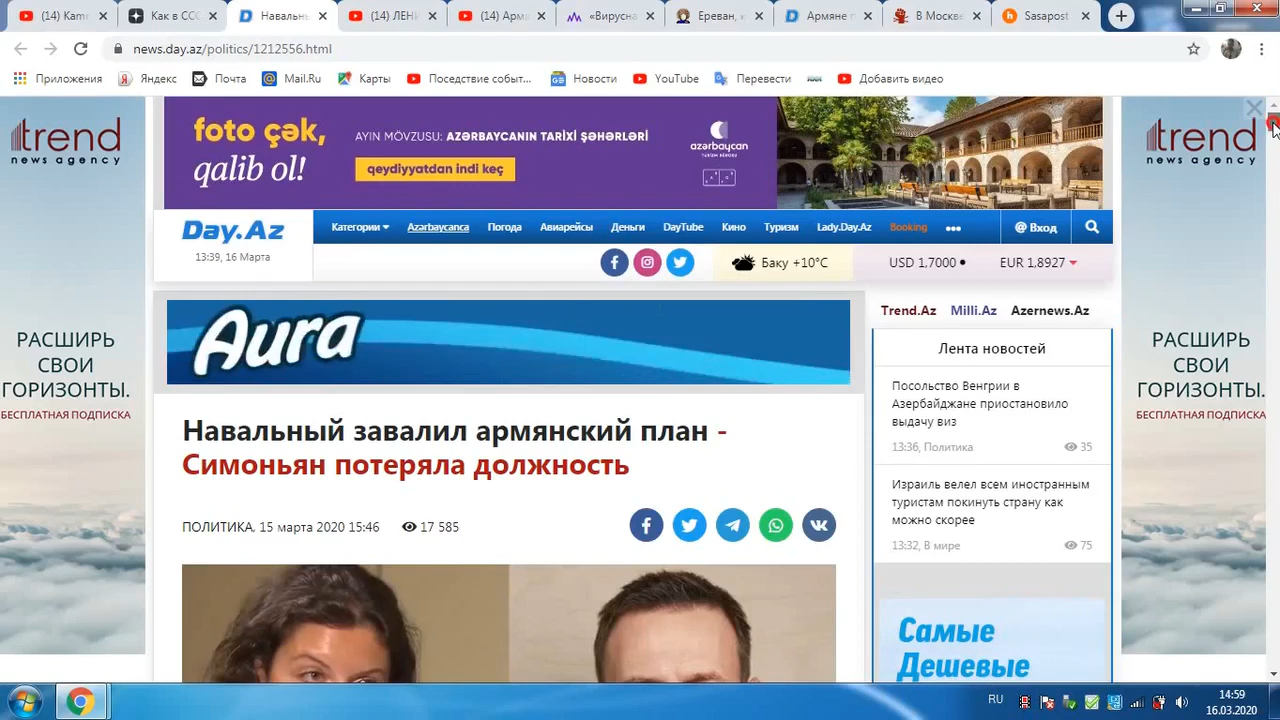 (14) Kam
Как в ССС
Навальны
(14) ЛЕН
(14) Арм
«Вирусна
Ереван, к
Армяне п
В Москве
Sasapost
news.day.az/politics/1212556.html
Приложения
Яндекс
Почта
Mail.Ru
Карты
Поседствие событ...
Новости
YouTube
Перевести
Добавить видео
trend
news agency
РАСШИРЬ
СВОИ
ГОРИЗОНТЫ.
БЕСПЛАТНАЯ ПОДПИСКА
foto çək,
qalib ol!
AYIN MÖVZUSU: AZƏRBAYCANIN TARİXİ ŞƏHƏRLƏRİ
qeydiyyatdan indi keç
azərbaycan
Day.Az
13:39, 16 Марта
Категории
Azərbaycanca
Погода
Авиарейсы
Деньги
DayTube
Кино
Туризм
Lady.Day.Az
Booking
•••
Вход
Баку +10°C
USD 1,7000
EUR 1,8927
Aura
Навальный завалил армянский план -
Симоньян потеряла должность
ПОЛИТИКА, 15 марта 2020 15:46
17 585
Trend.Az
Milli.Az
Azernews.Az
Лента новостей
Посольство Венгрии в
Азербайджане приостановило
выдачу виз
13:36, Политика
35
Израиль велел всем иностранным
туристам покинуть страну как
можно скорее
13:32, В мире
75
Самые
Дешевые
trend
news agency
РАСШИРЬ
СВОИ
ГОРИЗОНТЫ.
БЕСПЛАТНАЯ ПОДПИСКА
RU
14:59
16.03.2020